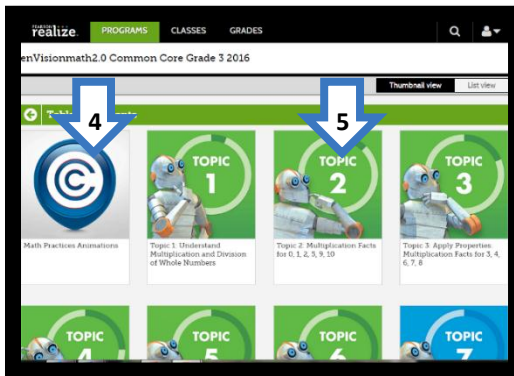 PEARSON
realize.
PROGRAMS
CLASSES
GRADES
enVisionmath2.0 Common Core Grade 3 2016
Thumbnail view
List view
4
5
C
TOPIC
1
TOPIC
2
TOPIC
3
Math Practices Animations
Topic 1: Understand
Multiplication and Division
of Whole Numbers
Topic 2: Multiplication Facts
for 0, 1, 2, 5, 9, 10
Topic 3: Apply Properties:
Multiplication Facts for 3, 4,
6, 7, 8
TOPIC
4
TOPIC
5
TOPIC
6
TOPIC
7